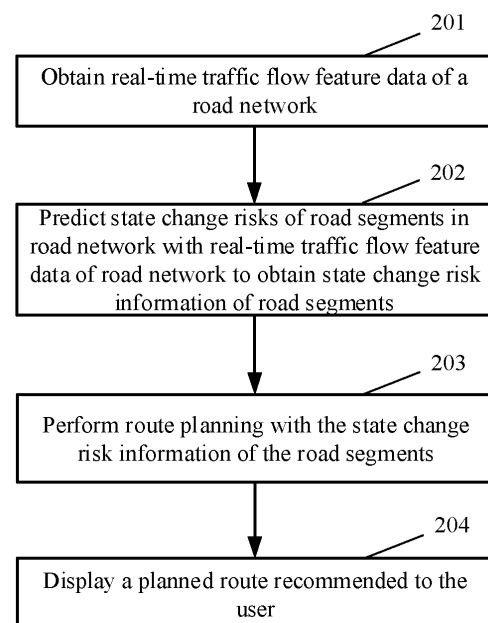 201
Obtain real-time traffic flow feature data of a
road network
202
Predict state change risks of road segments in
road network with real-time traffic flow feature
data of road network to obtain state change risk
information of road segments
203
Perform route planning with the state change
risk information of the road segments
204
Display a planned route recommended to the
user